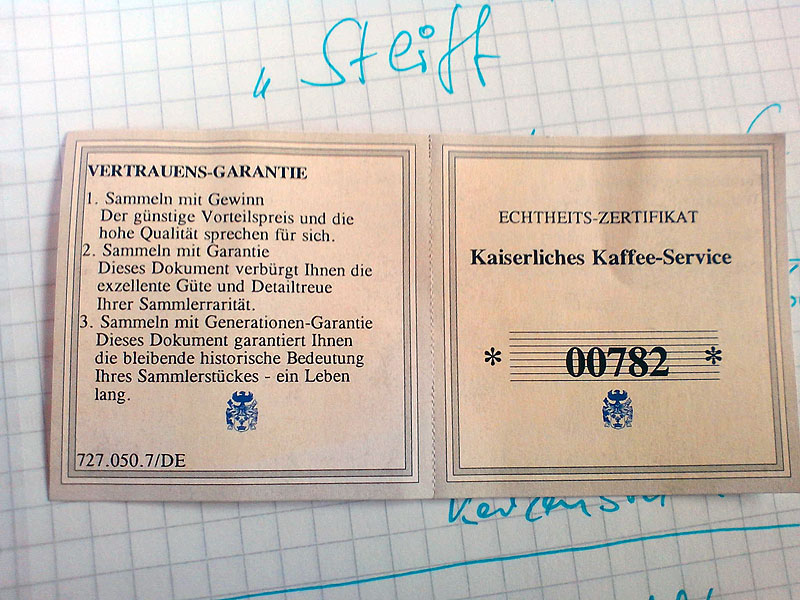 „Steiff
VERTRAUENS-GARANTIE
1. Sammeln mit Gewinn
Der günstige Vorteilspreis und die
hohe Qualität sprechen für sich.
2. Sammeln mit Garantie
Dieses Dokument verbürgt Ihnen die
exzellente Güte und Detailtreue
Ihrer Sammlerrarität.
3. Sammeln mit Generationen-Garantie
Dieses Dokument garantiert Ihnen
die bleibende historische Bedeutung
Ihres Sammlerstückes - ein Leben
lang.
727.050.7/DE
ECHTHEITS-ZERTIFIKAT
Kaiserliches Kaffee-Service
* 00782 *